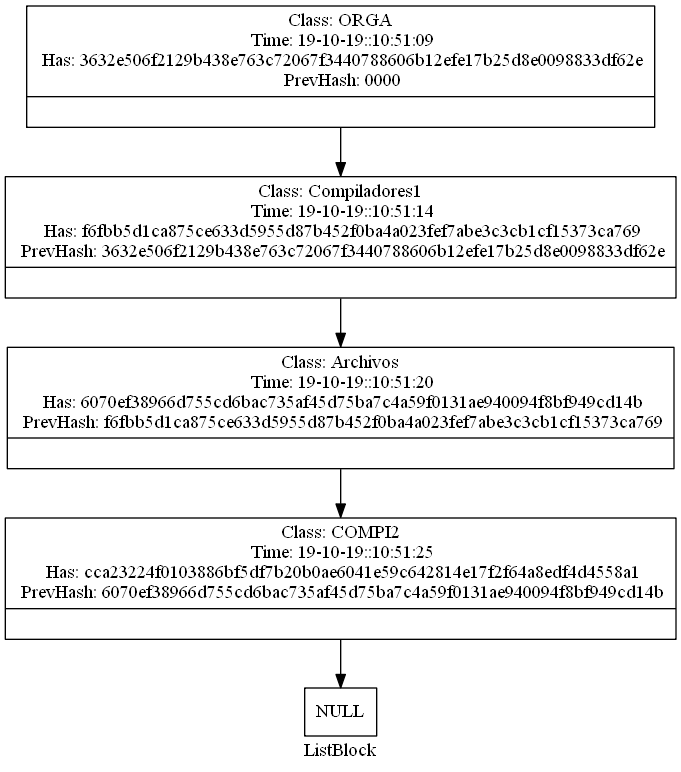 Class: ORGA
Time: 19-10-19::10:51:09
Has: 3632e506f2129b438e763c72067f3440788606b12efe17b25d8e0098833df62e
PrevHash: 0000
Class: Compiladores1
Time: 19-10-19::10:51:14
Has: f6fbb5d1ca875ce633d5955d87b452f0ba4a023fef7abe3c3cb1cf15373ca769
PrevHash: 3632e506f2129b438e763c72067f3440788606b12efe17b25d8e0098833df62e
Class: Archivos
Time: 19-10-19::10:51:20
Has: 6070ef38966d755cd6bac735af45d75ba7c4a59f0131ae940094f8bf949cd14b
PrevHash: f6fbb5d1ca875ce633d5955d87b452f0ba4a023fef7abe3c3cb1cf15373ca769
Class: COMPI2
Time: 19-10-19::10:51:25
Has: cca23224f0103886bf5df7b20b0ae6041e59c642814e17f2f64a8edf4d4558a1
PrevHash: 6070ef38966d755cd6bac735af45d75ba7c4a59f0131ae940094f8bf949cd14b
NULL
ListBlock